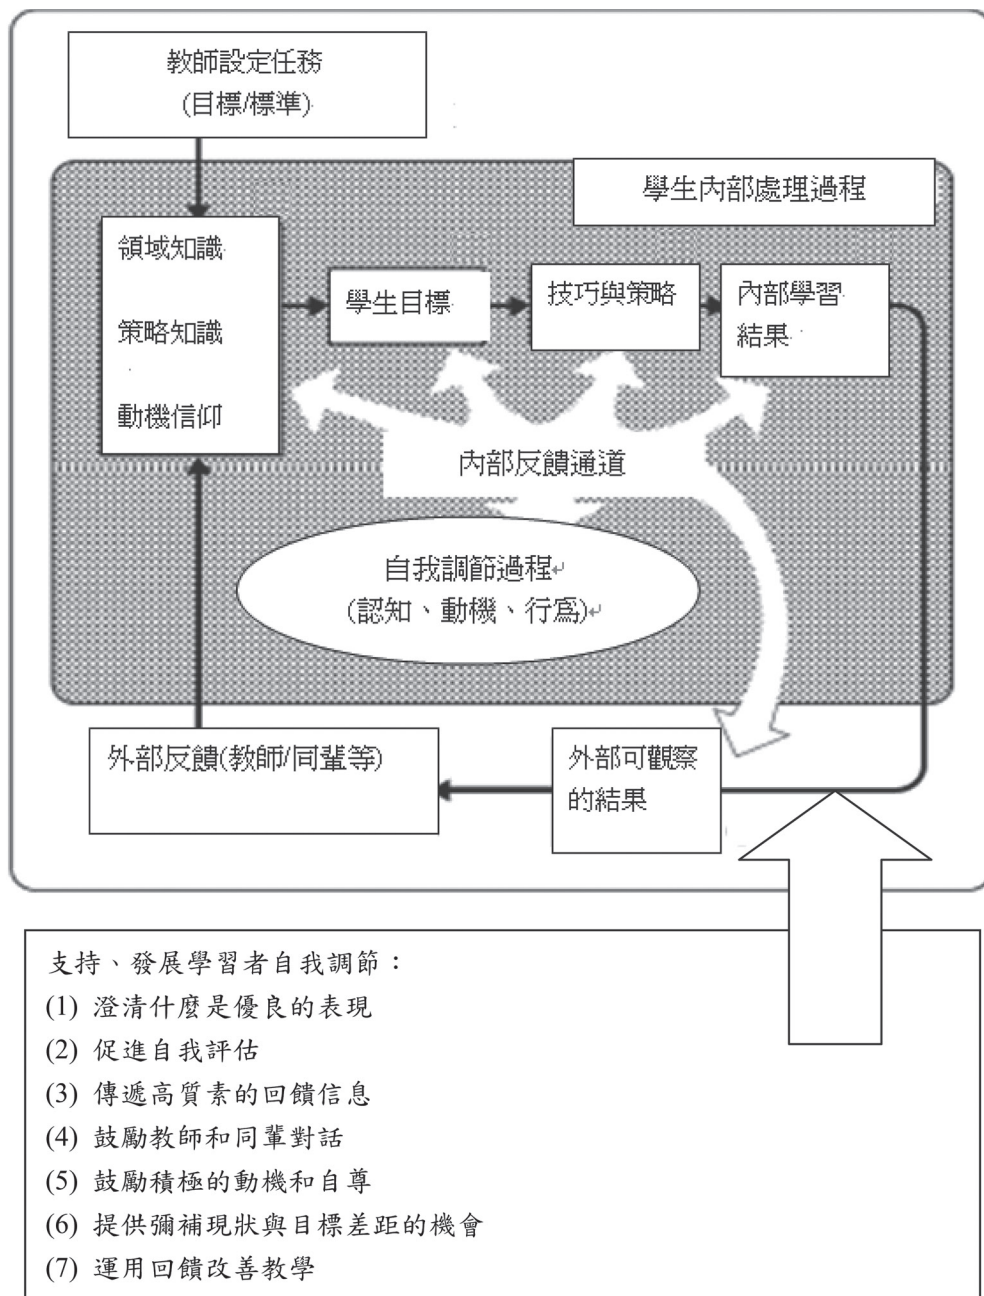 教師設定任務
(目標/標準)
學生內部處理過程
領域知識
策略知識
動機信仰
學生目標
技巧與策略
內部學習
結果
內部反饋通道
自我調節過程↵
(認知、動機、行爲)↵
外部反饋(教師/同輩等)
外部可觀察
的結果
支持、發展學習者自我調節：
(1) 澄清什麼是優良的表現
(2) 促進自我評估
(3) 傳遞高質素的回饋信息
(4) 鼓勵教師和同輩對話
(5) 鼓勵積極的動機和自尊
(6) 提供彌補現狀與目標差距的機會
(7) 運用回饋改善教學